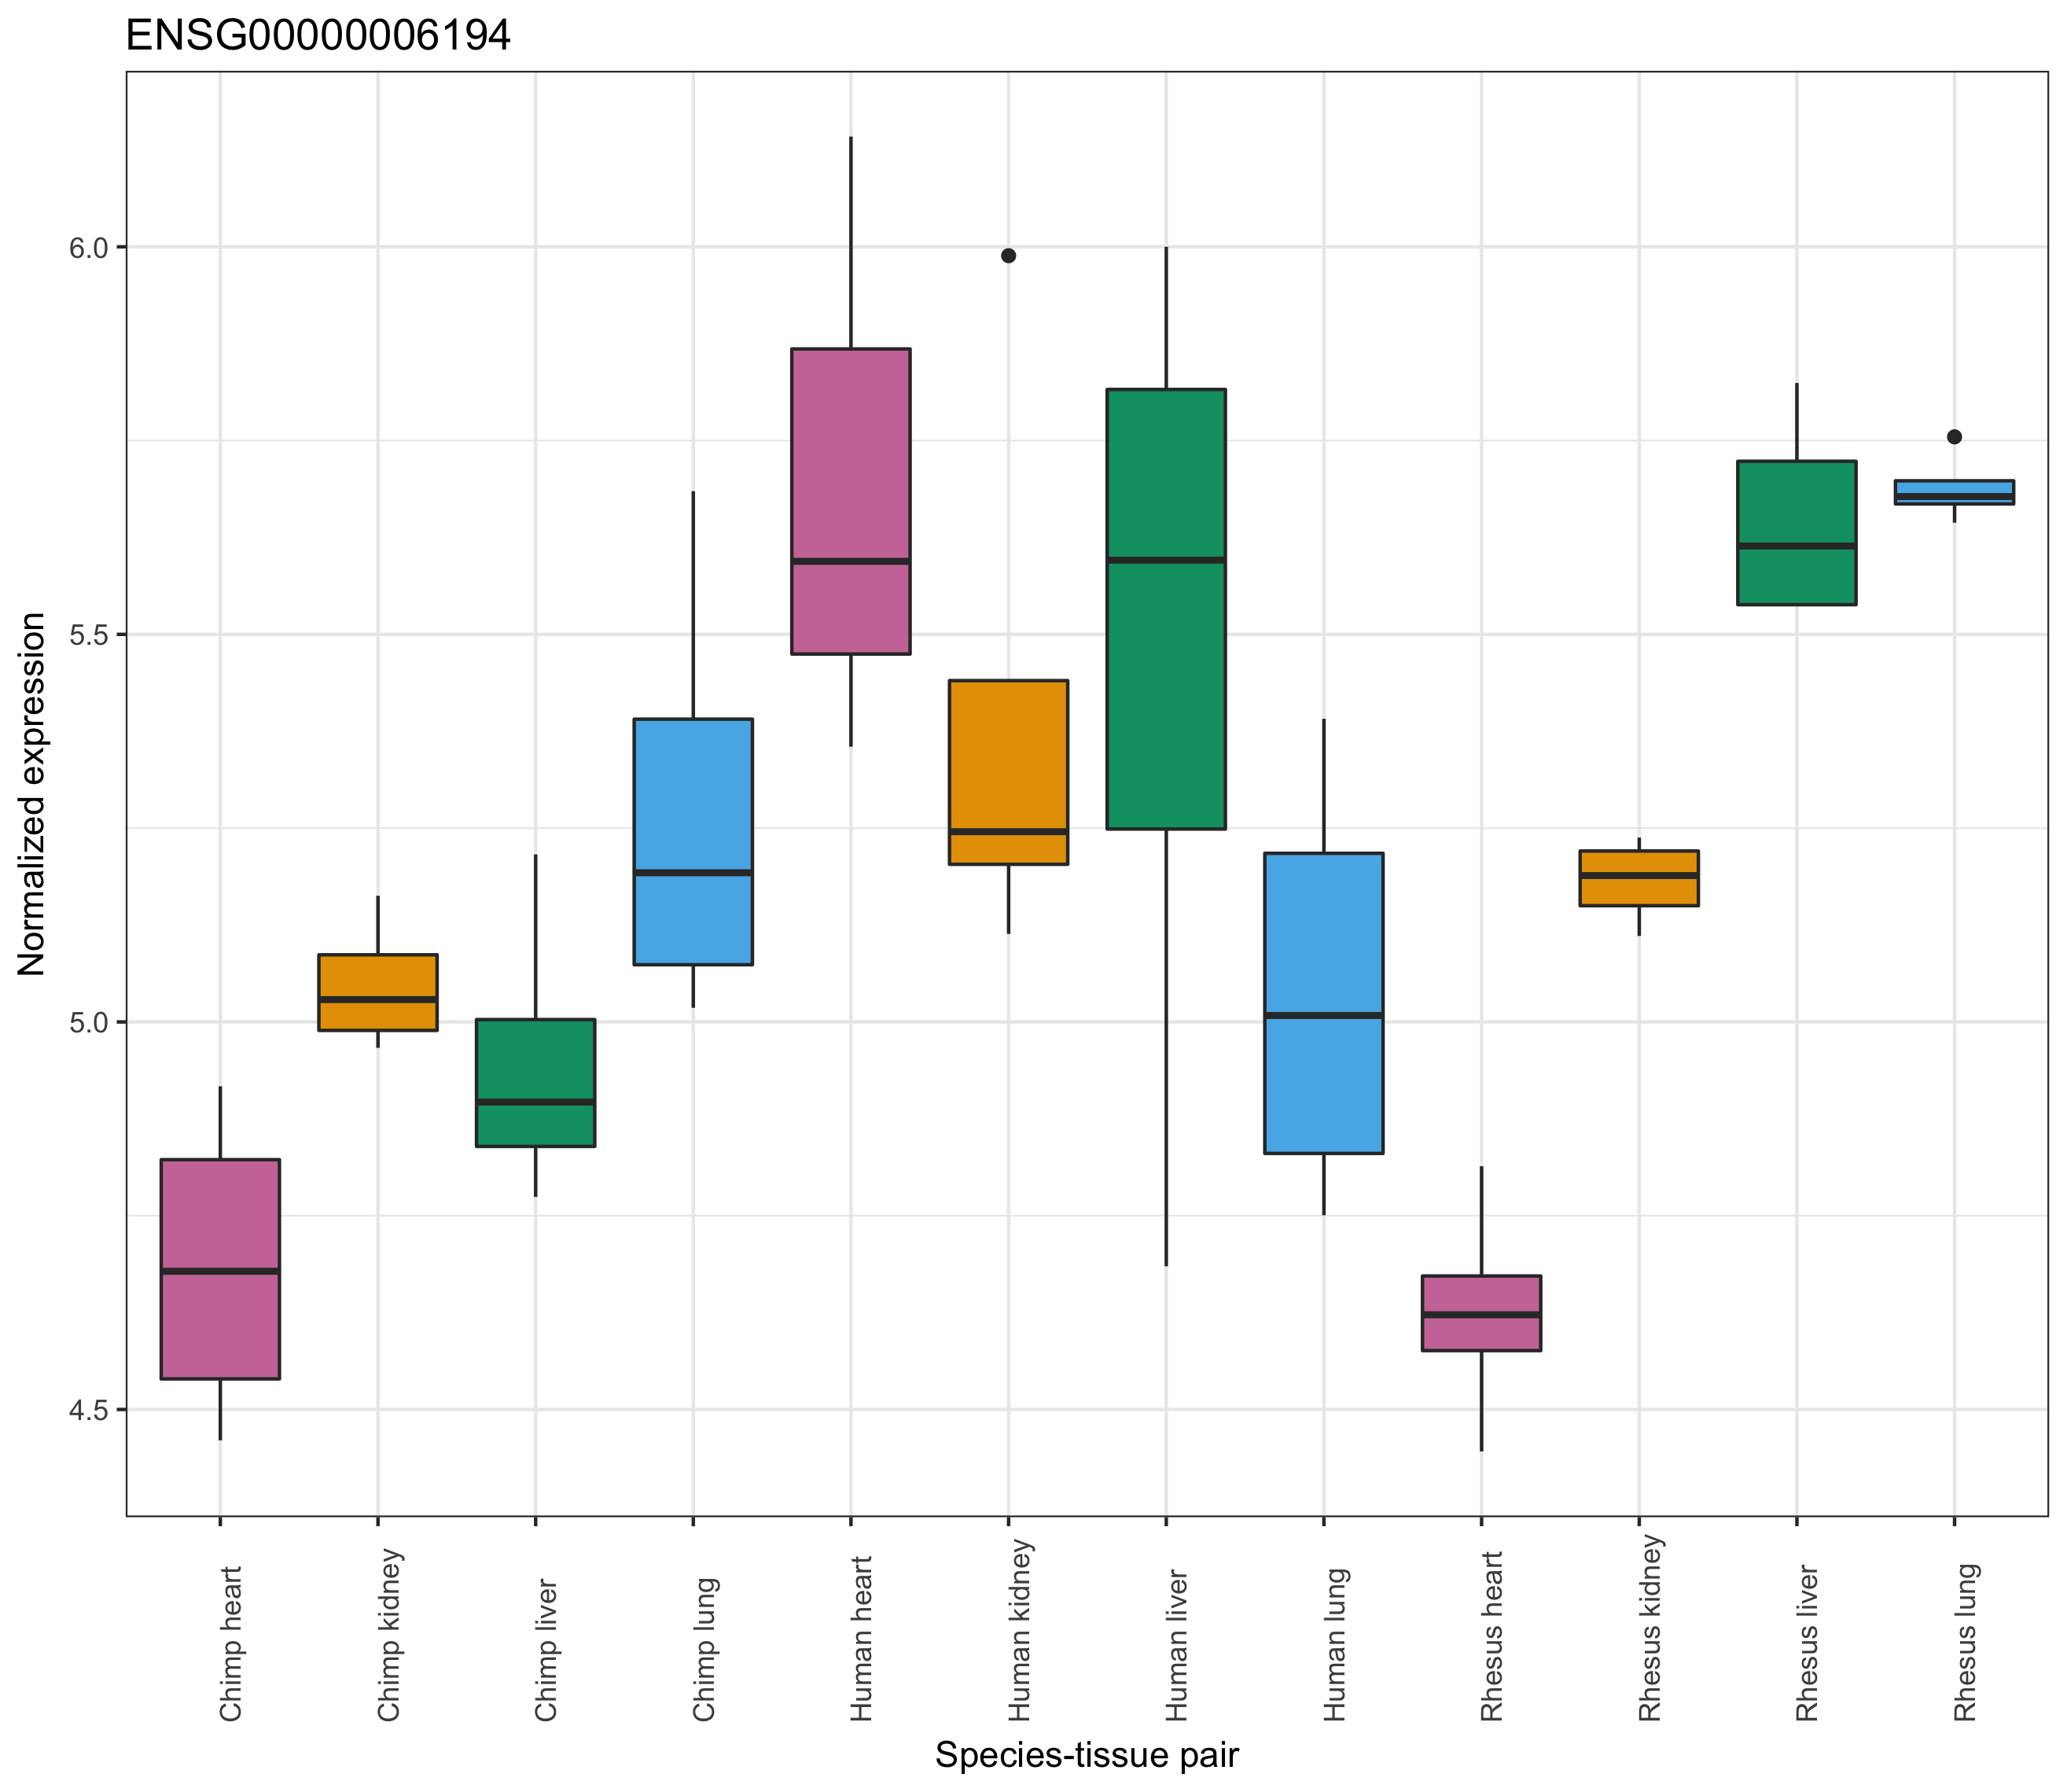 ENSG00000006194
Normalized expression
6.0
5.5
5.0
4.5
Chimp heart
Chimp kidney
Chimp liver
Chimp lung
Human heart
Human kidney
Human liver
Human lung
Rhesus heart
Rhesus kidney
Rhesus liver
Rhesus lung
Species-tissue pair